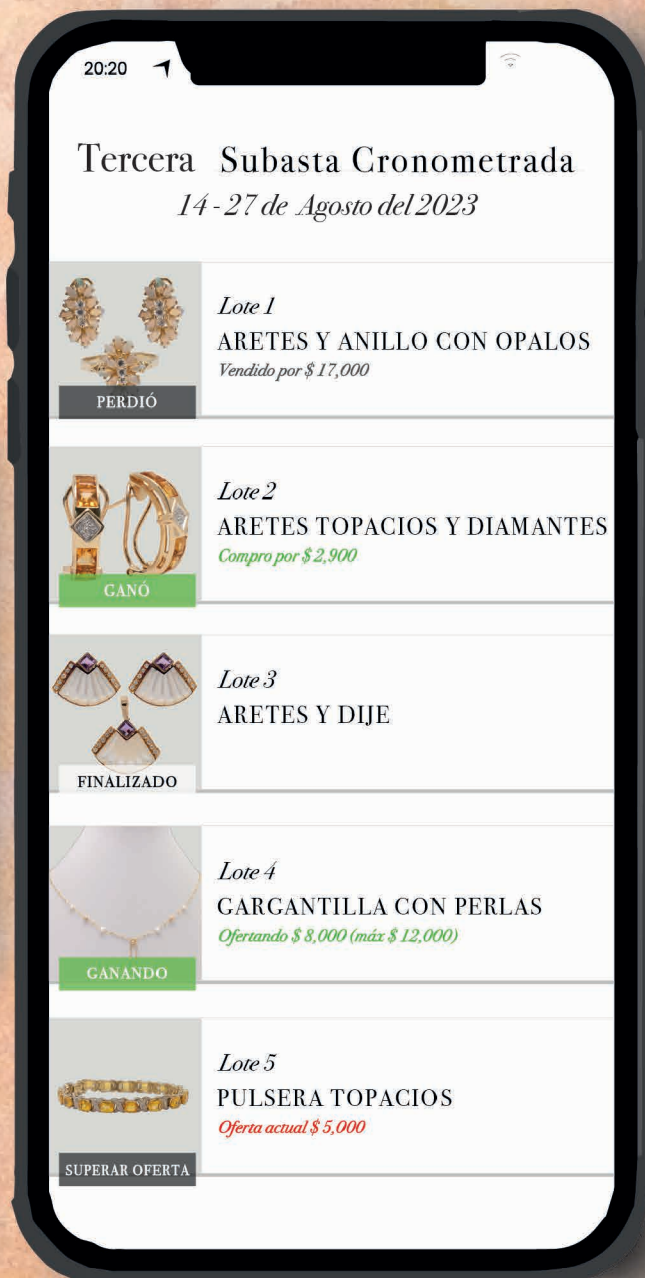 20:20
Tercera Subasta Cronometrada
14 - 27 de Agosto del 2023
Lote 1
ARETES Y ANILLO CON OPALOS
Vendido por $ 17,000
PERDIÓ
Lote 2
ARETES TOPACIOS Y DIAMANTES
Compro por $ 2,900
GANÓ
Lote 3
ARETES Y DIJE
FINALIZADO
Lote 4
GARGANTILLA CON PERLAS
Ofertando $ 8,000 (máx $ 12,000)
GANANDO
Lote 5
PULSERA TOPACIOS
Oferta actual $ 5,000
SUPERAR OFERTA